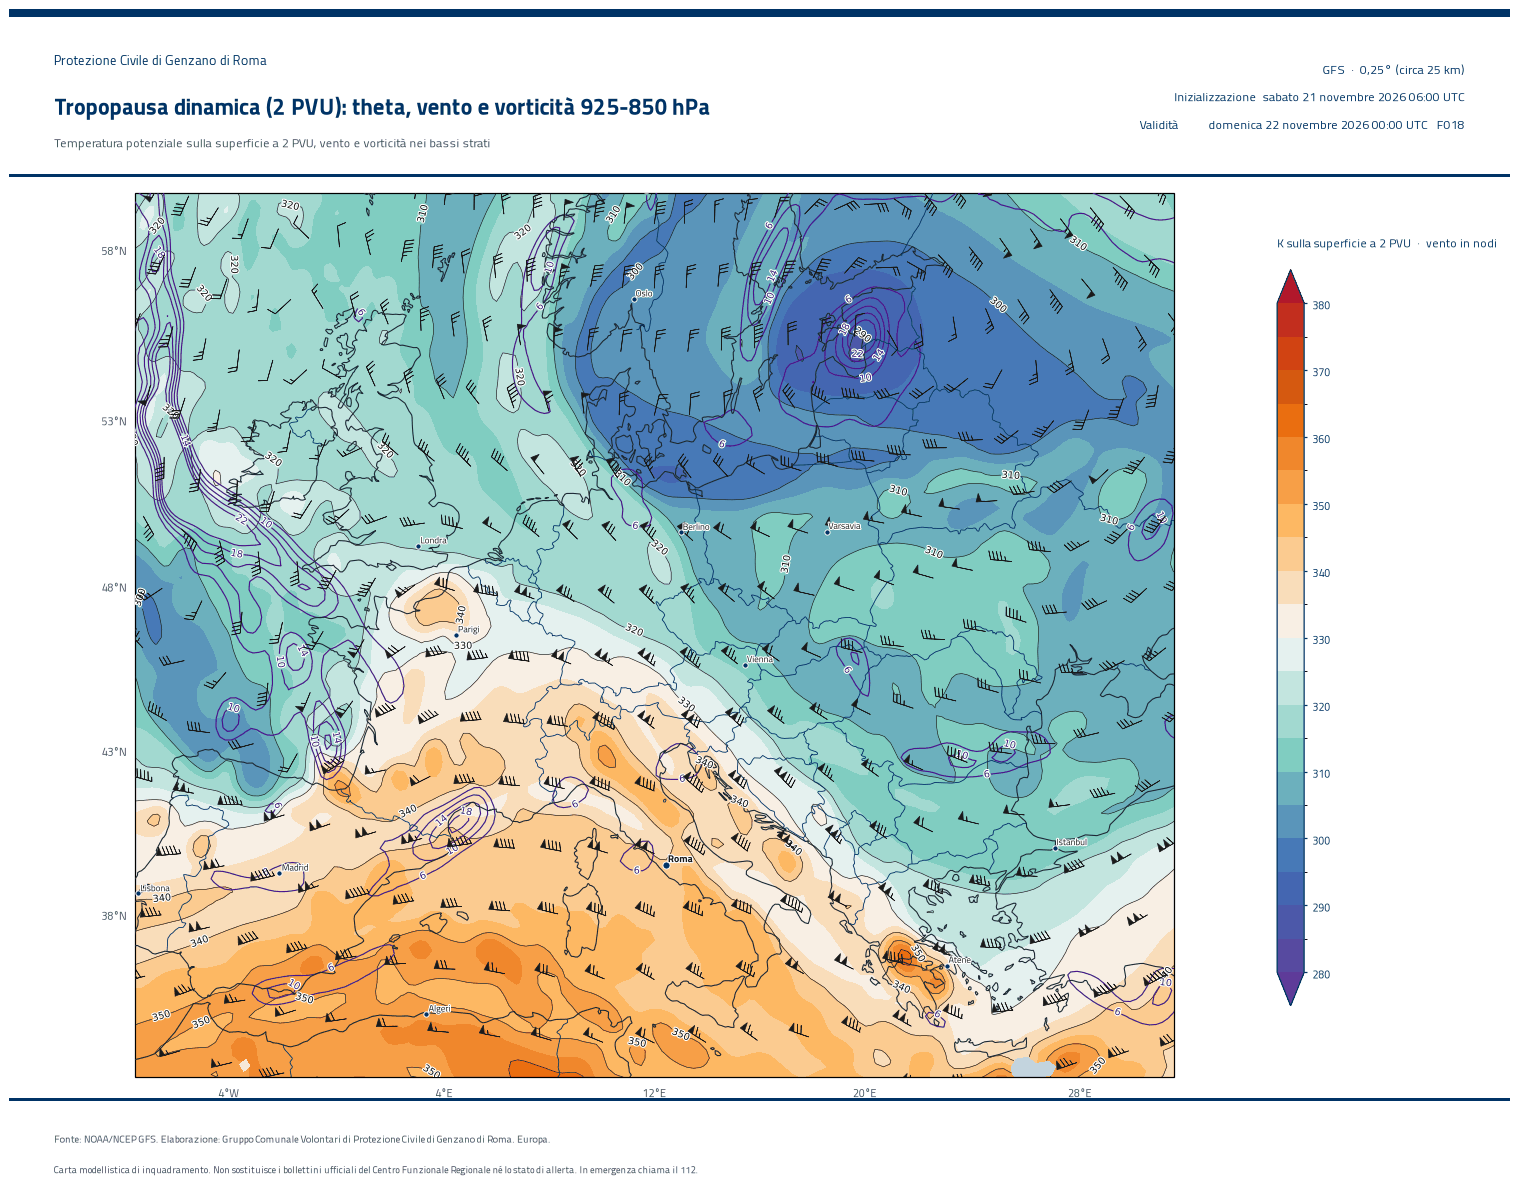 Protezione Civile di Genzano di Roma
Tropopausa dinamica (2 PVU): theta, vento e vorticità 925-850 hPa
Temperatura potenziale sulla superficie a 2 PVU, vento e vorticità nei bassi strati
GFS · 0,25° (circa 25 km)
Inizializzazione sabato 21 novembre 2026 06:00 UTC
Validità domenica 22 novembre 2026 00:00 UTC F018
K sulla superficie a 2 PVU · vento in nodi
380
370
360
350
340
330
320
310
300
290
280
58°N
53°N
48°N
43°N
38°N
4°W
4°E
12°E
20°E
28°E
Oslo
Londra
Berlino
Varsavia
Parigi
Vienna
Madrid
Roma
Istanbul
Lisbona
Atene
Algeri
Fonte: NOAA/NCEP GFS. Elaborazione: Gruppo Comunale Volontari di Protezione Civile di Genzano di Roma. Europa.
Carta modellistica di inquadramento. Non sostituisce i bollettini ufficiali del Centro Funzionale Regionale né lo stato di allerta. In emergenza chiama il 112.